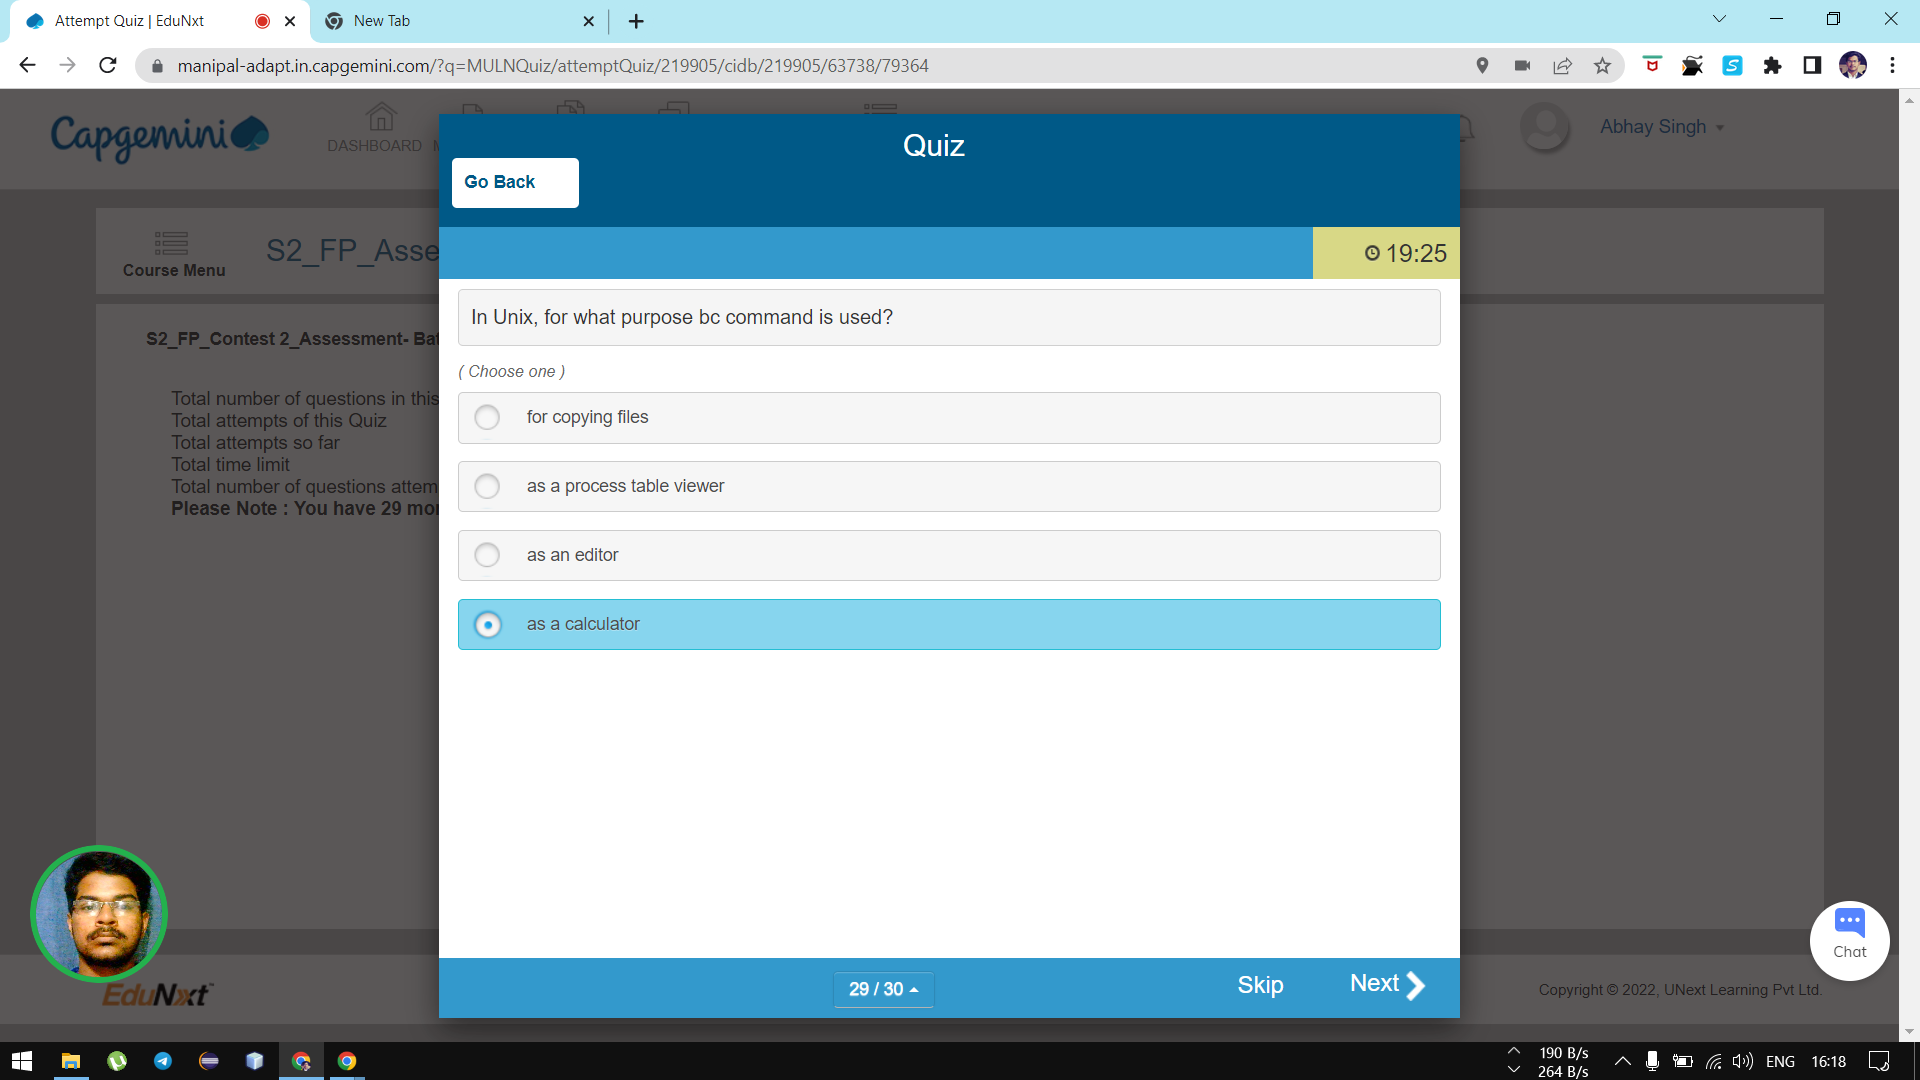 Attempt Quiz | EduNxt
New Tab
manipal-adapt.in.capgemini.com/?q=MULNQuiz/attemptQuiz/219905/cidb/219905/63738/79364
Capgemini
DASHBOARD
Abhay Singh
Quiz
Go Back
Course Menu
S2_FP_Asse
19:25
In Unix, for what purpose bc command is used?
S2_FP_Contest 2_Assessment- Bat
( Choose one )
Total number of questions in this
Total attempts of this Quiz
Total attempts so far
Total time limit
Total number of questions attem
Please Note : You have 29 mor
for copying files
as a process table viewer
as an editor
as a calculator
Chat
EduNxt
29 / 30
Skip
Next
Copyright © 2022, UNext Learning Pvt Ltd.
190 B/s
264 B/s
ENG
16:18